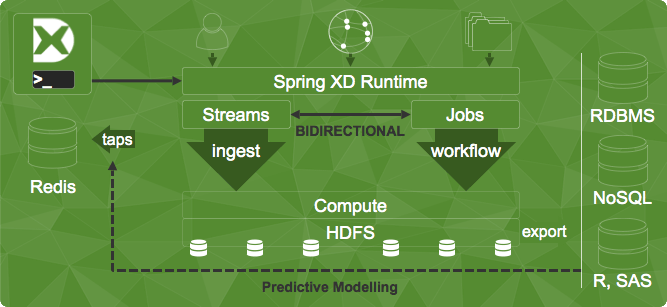 >_
Spring XD Runtime
Streams
Jobs
BIDIRECTIONAL
RDBMS
taps
ingest
workflow
Redis
NoSQL
Compute
HDFS
export
R, SAS
Predictive Modelling